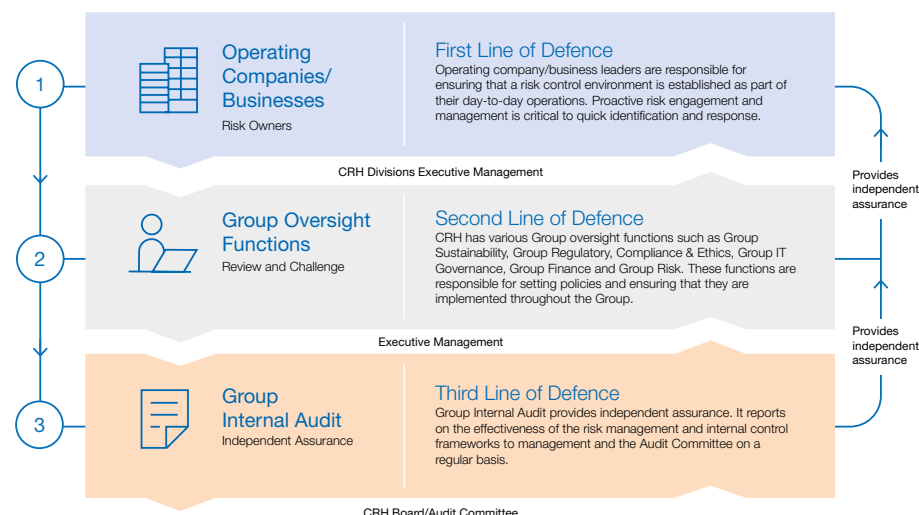 1
Operating
Companies/
Businesses
Risk Owners
First Line of Defence
Operating company/business leaders are responsible for
ensuring that a risk control environment is established as part of
their day-to-day operations. Proactive risk engagement and
management is critical to quick identification and response.
CRH Divisions Executive Management
Provides
independent
assurance
2
Group Oversight
Functions
Review and Challenge
Second Line of Defence
CRH has various Group oversight functions such as Group
Sustainability, Group Regulatory, Compliance & Ethics, Group IT
Governance, Group Finance and Group Risk. These functions are
responsible for setting policies and ensuring that they are
implemented throughout the Group.
Executive Management
Provides
independent
assurance
3
Group
Internal Audit
Independent Assurance
Third Line of Defence
Group Internal Audit provides independent assurance. It reports
on the effectiveness of the risk management and internal control
frameworks to management and the Audit Committee on a
regular basis.
CRH Board/Audit Committee